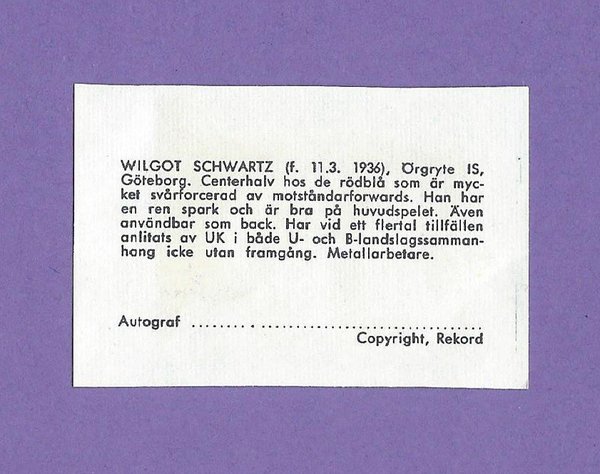 WILGOT SCHWARTZ (f. 11.3. 1936), Örgryte IS,
Göteborg. Centerhalv hos de rödblå som är myc-
ket svårforcerad av motståndarforwards. Han har
en ren spark och är bra på huvudspelet. Även
användbar som back. Har vid ett flertal tillfällen
anlitats av UK i både U- och B-landslagssamman-
hang icke utan framgång. Metallarbetare.
Autograf ................................................
Copyright, Rekord